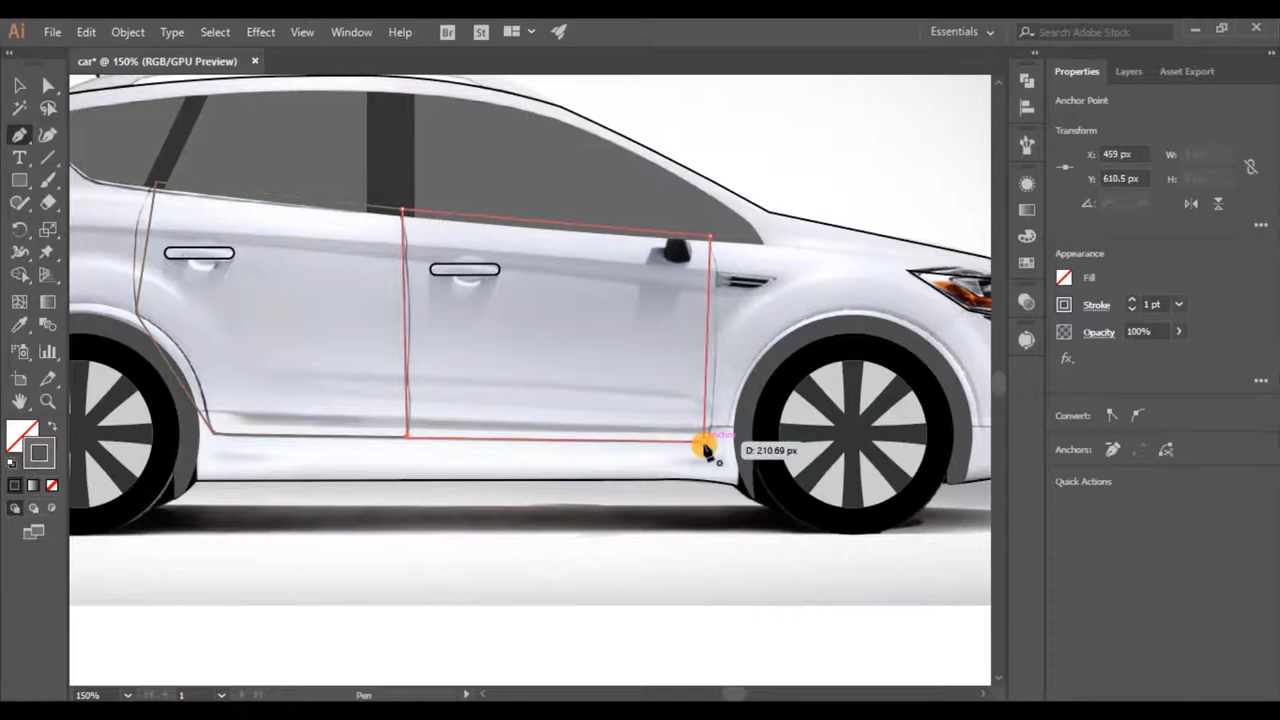 Ai File Edit Object Type Select Effect View Window Help Br St Essentials Search Adobe Stock
car* @ 150% (RGB/GPU Preview) ×
Properties Layers Asset Export
Anchor Point
Transform
X: 459 px W:
Y: 610.5 px H:
Appearance
Fill
Stroke 1 pt
Opacity 100%
fx.
Convert:
Anchors:
Quick Actions
anchor
D: 210.69 px
150% 1 Pen